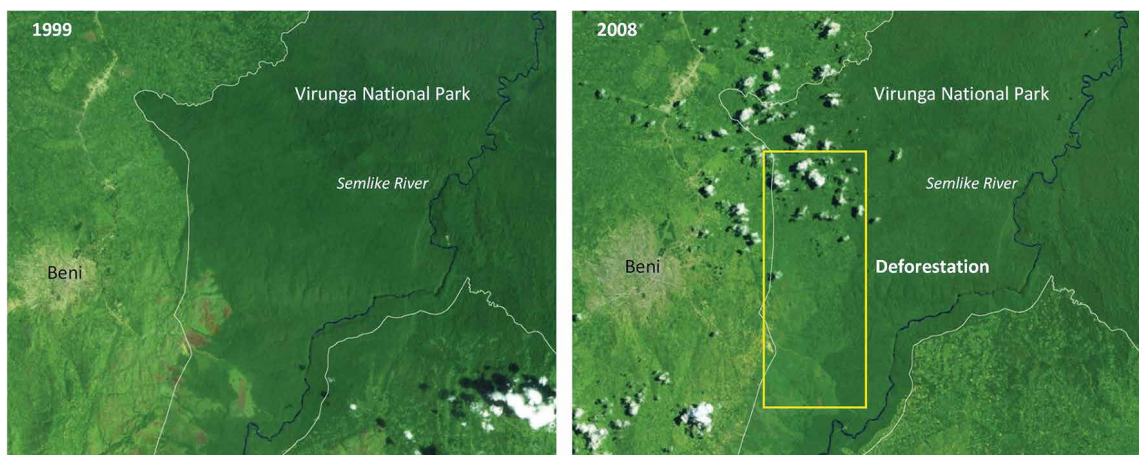 1999
Virunga National Park
Semlike River
Beni
2008
Virunga National Park
Semlike River
Beni
Deforestation